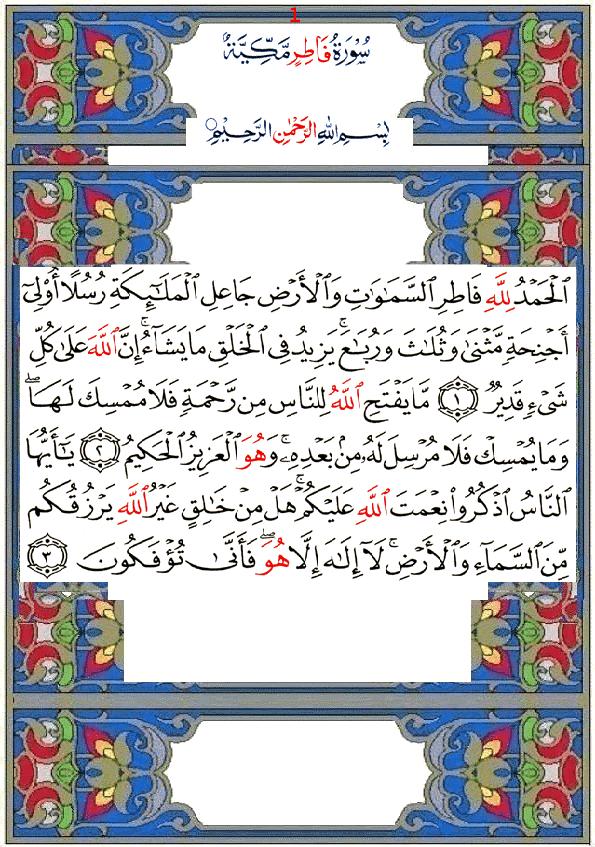 1
سُورَةُ فَاطِرٍ مَّكِّيَّةٌ
بِسْمِ اللَّهِ الرَّحْمَٰنِ الرَّحِيمِ
ٱلْحَمْدُ لِلَّهِ فَاطِرِ ٱلسَّمَٰوَٰتِ وَٱلْأَرْضِ جَاعِلِ ٱلْمَلَٰٓئِكَةِ رُسُلًا أُو۟لِىٓ
أَجْنِحَةٍ مَّثْنَىٰ وَثُلَٰثَ وَرُبَٰعَ ۚ يَزِيدُ فِى ٱلْخَلْقِ مَا يَشَآءُ ۚ إِنَّ ٱللَّهَ عَلَىٰ كُلِّ
شَىْءٍ قَدِيرٌ ۝١ مَّا يَفْتَحِ ٱللَّهُ لِلنَّاسِ مِن رَّحْمَةٍ فَلَا مُمْسِكَ لَهَا ۖ
وَمَا يُمْسِكْ فَلَا مُرْسِلَ لَهُۥ مِنۢ بَعْدِهِۦ ۚ وَهُوَ ٱلْعَزِيزُ ٱلْحَكِيمُ ۝٢ يَٰٓأَيُّهَا
ٱلنَّاسُ ٱذْكُرُوا۟ نِعْمَتَ ٱللَّهِ عَلَيْكُمْ ۚ هَلْ مِنْ خَٰلِقٍ غَيْرُ ٱللَّهِ يَرْزُقُكُم
مِّنَ ٱلسَّمَآءِ وَٱلْأَرْضِ ۚ لَآ إِلَٰهَ إِلَّا هُوَ ۖ فَأَنَّىٰ تُؤْفَكُونَ ۝٣